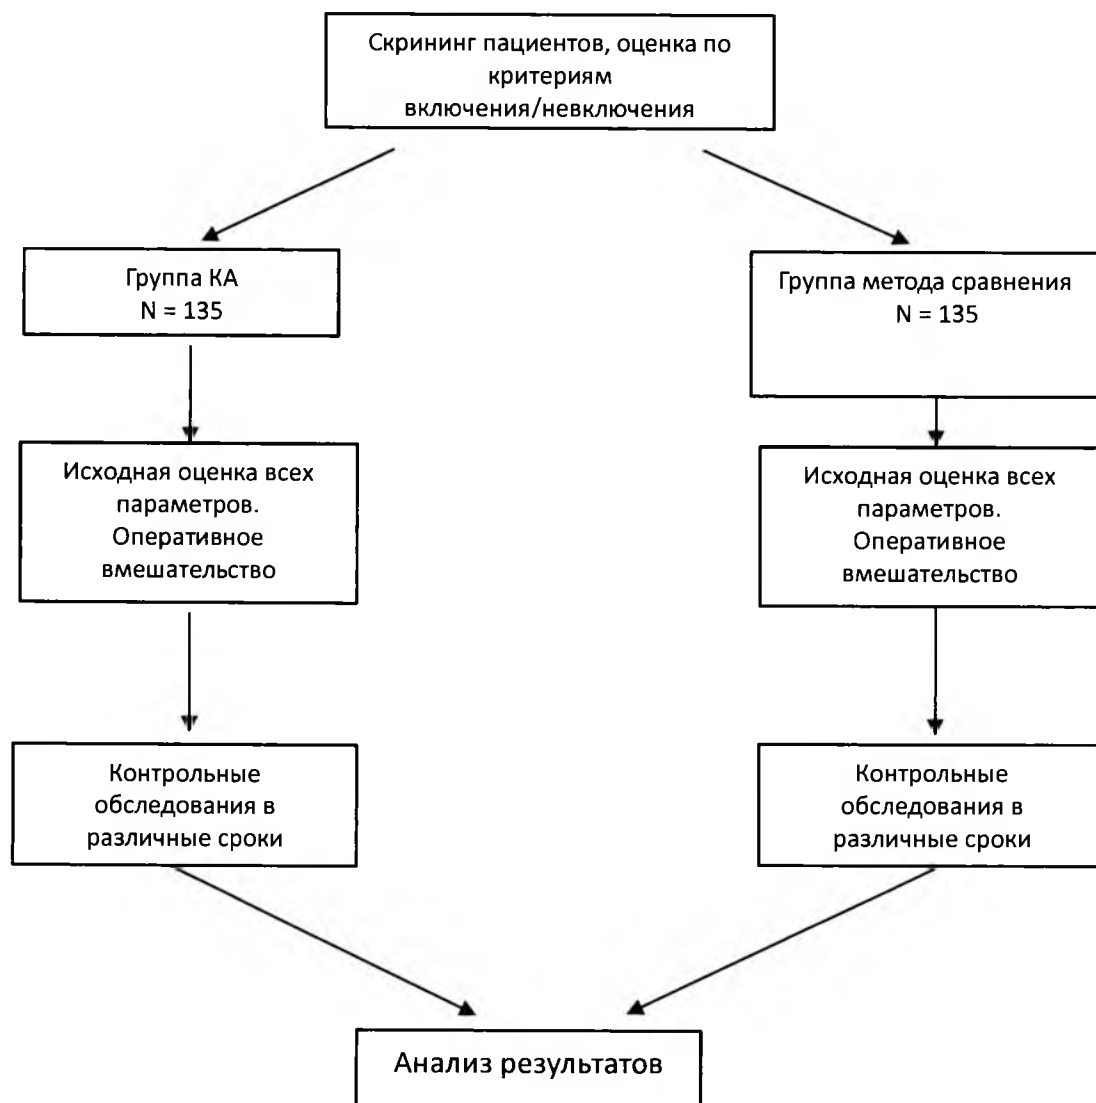 Скрининг пациентов, оценка по
критериям
включения/невключения
Группа КА
N = 135
Группа метода сравнения
N = 135
Исходная оценка всех
параметров.
Оперативное
вмешательство
Исходная оценка всех
параметров.
Оперативное
вмешательство
Контрольные
обследования в
различные сроки
Контрольные
обследования в
различные сроки
Анализ результатов